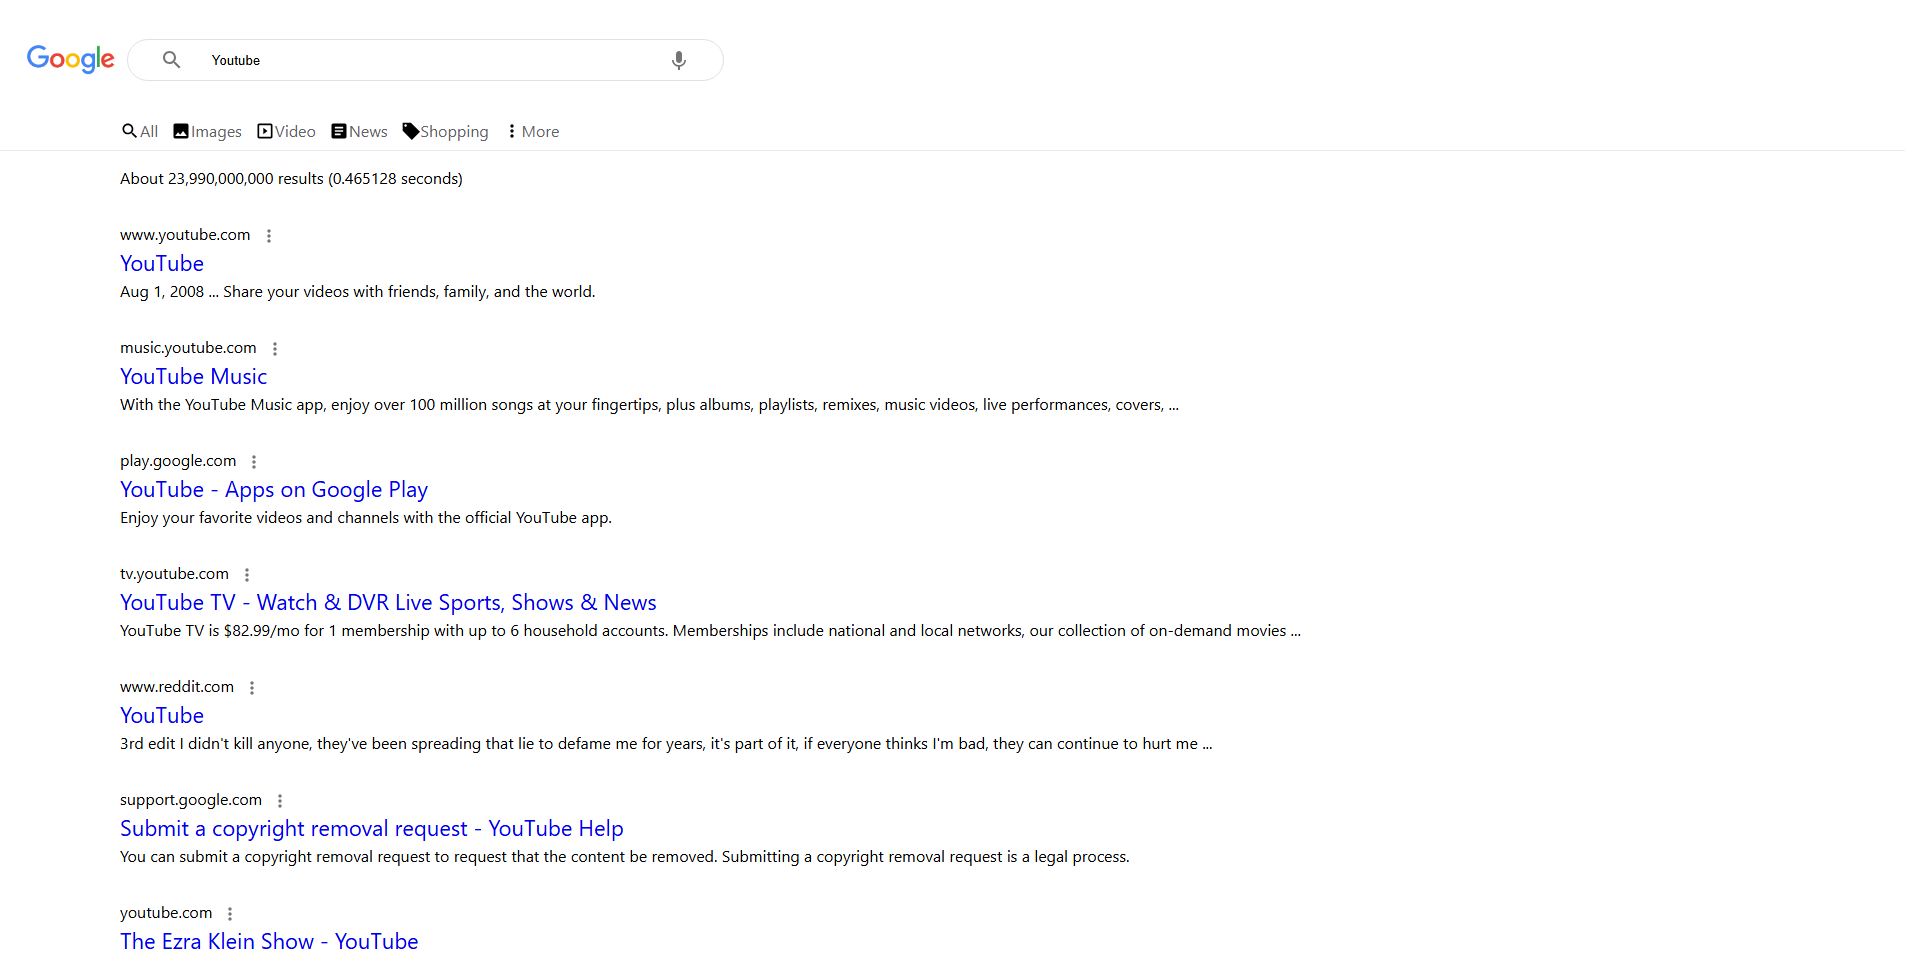 Google Youtube
All Images Video News Shopping More
About 23,990,000,000 results (0.465128 seconds)
www.youtube.com
YouTube
Aug 1, 2008 ... Share your videos with friends, family, and the world.
music.youtube.com
YouTube Music
With the YouTube Music app, enjoy over 100 million songs at your fingertips, plus albums, playlists, remixes, music videos, live performances, covers, ...
play.google.com
YouTube - Apps on Google Play
Enjoy your favorite videos and channels with the official YouTube app.
tv.youtube.com
YouTube TV - Watch & DVR Live Sports, Shows & News
YouTube TV is $82.99/mo for 1 membership with up to 6 household accounts. Memberships include national and local networks, our collection of on-demand movies ...
www.reddit.com
YouTube
3rd edit I didn't kill anyone, they've been spreading that lie to defame me for years, it's part of it, if everyone thinks I'm bad, they can continue to hurt me ...
support.google.com
Submit a copyright removal request - YouTube Help
You can submit a copyright removal request to request that the content be removed. Submitting a copyright removal request is a legal process.
youtube.com
The Ezra Klein Show - YouTube